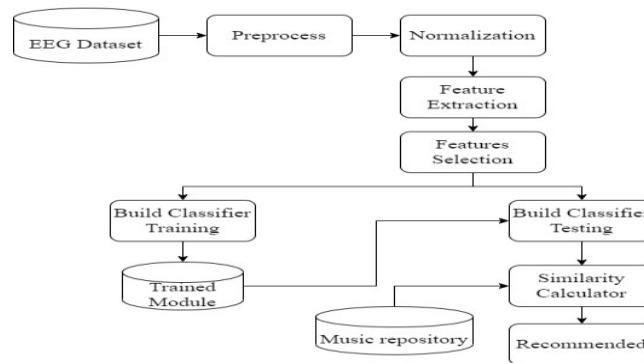 EEG Dataset
Preprocess
Normalization
Feature
Extraction
Features
Selection
Build Classifier
Training
Build Classifier
Testing
Trained
Module
Similarity
Calculator
Music repository
Recommended